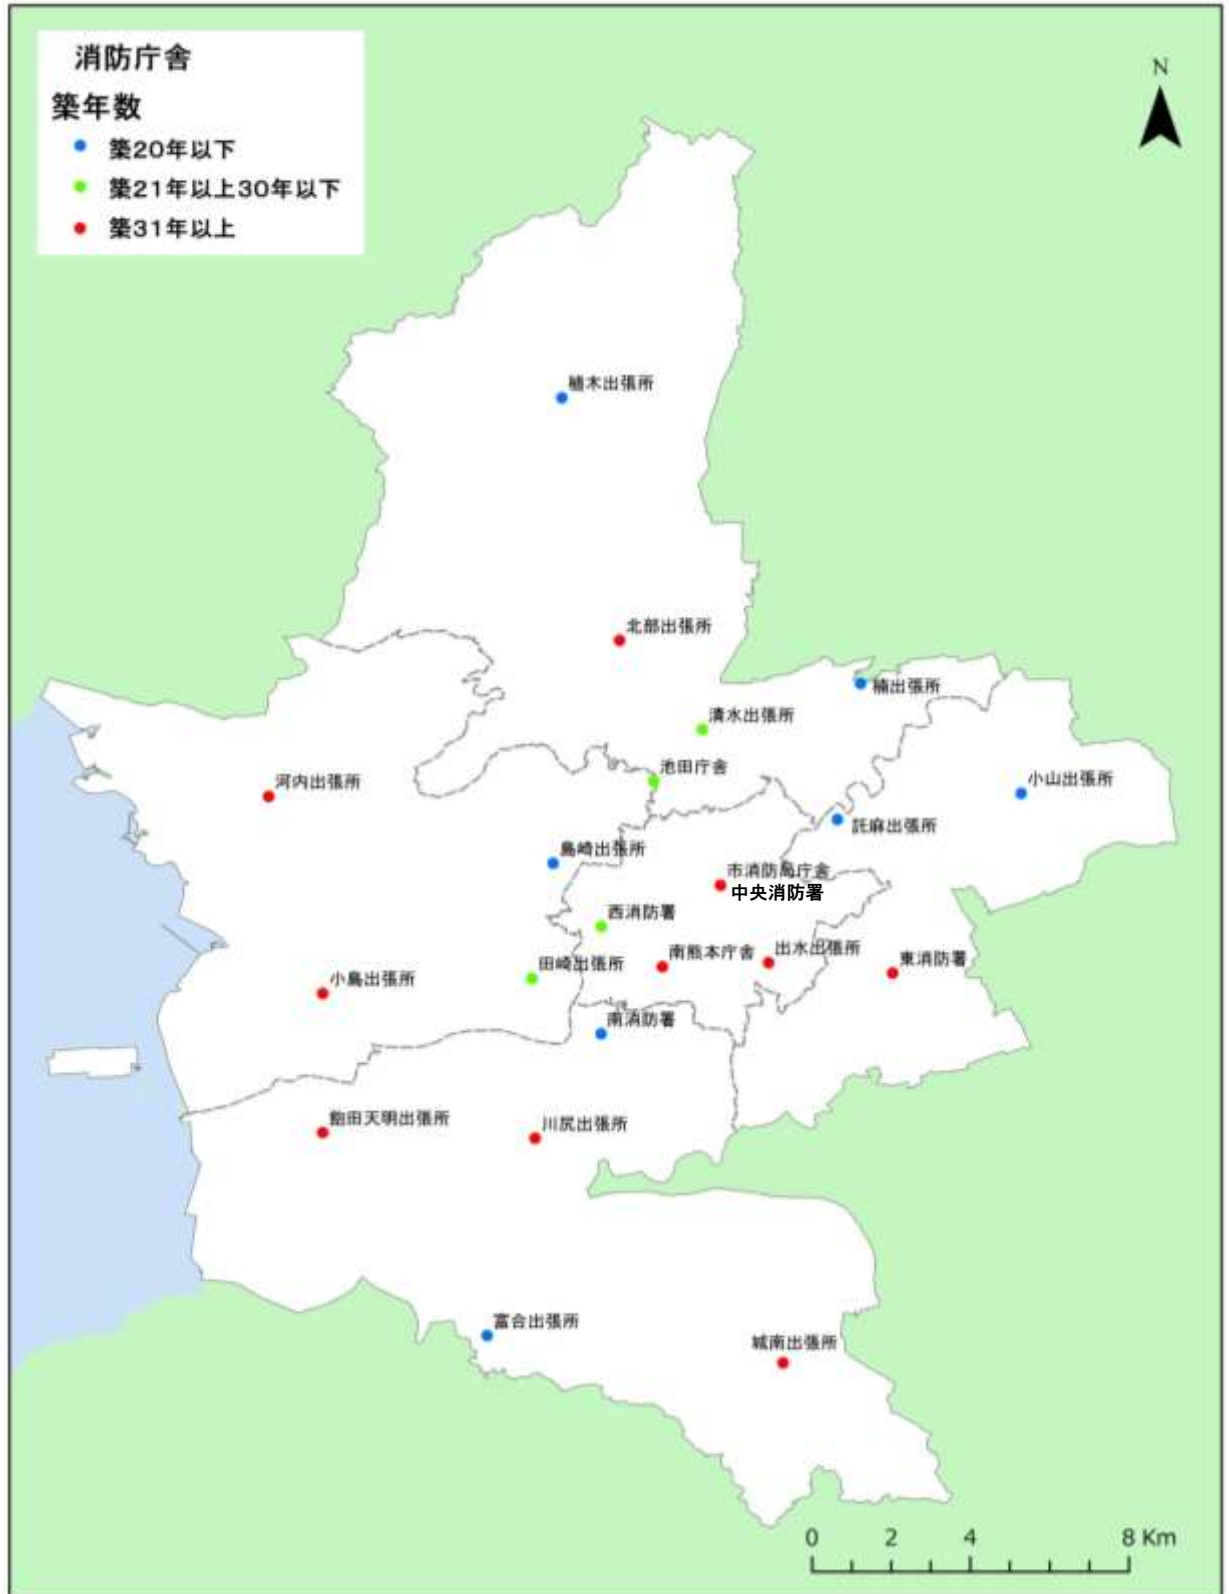 消防庁舎
築年数
築20年以下
築21年以上30年以下
築31年以上
N
植木出張所
北部出張所
楠出張所
清水出張所
池田庁舎
河内出張所
小山出張所
託麻出張所
島崎出張所
市消防局庁舎
中央消防署
西消防署
南熊本庁舎
出水出張所
田崎出張所
東消防署
小島出張所
南消防署
飽田天明出張所
川尻出張所
富合出張所
城南出張所
0 2 4 8 Km